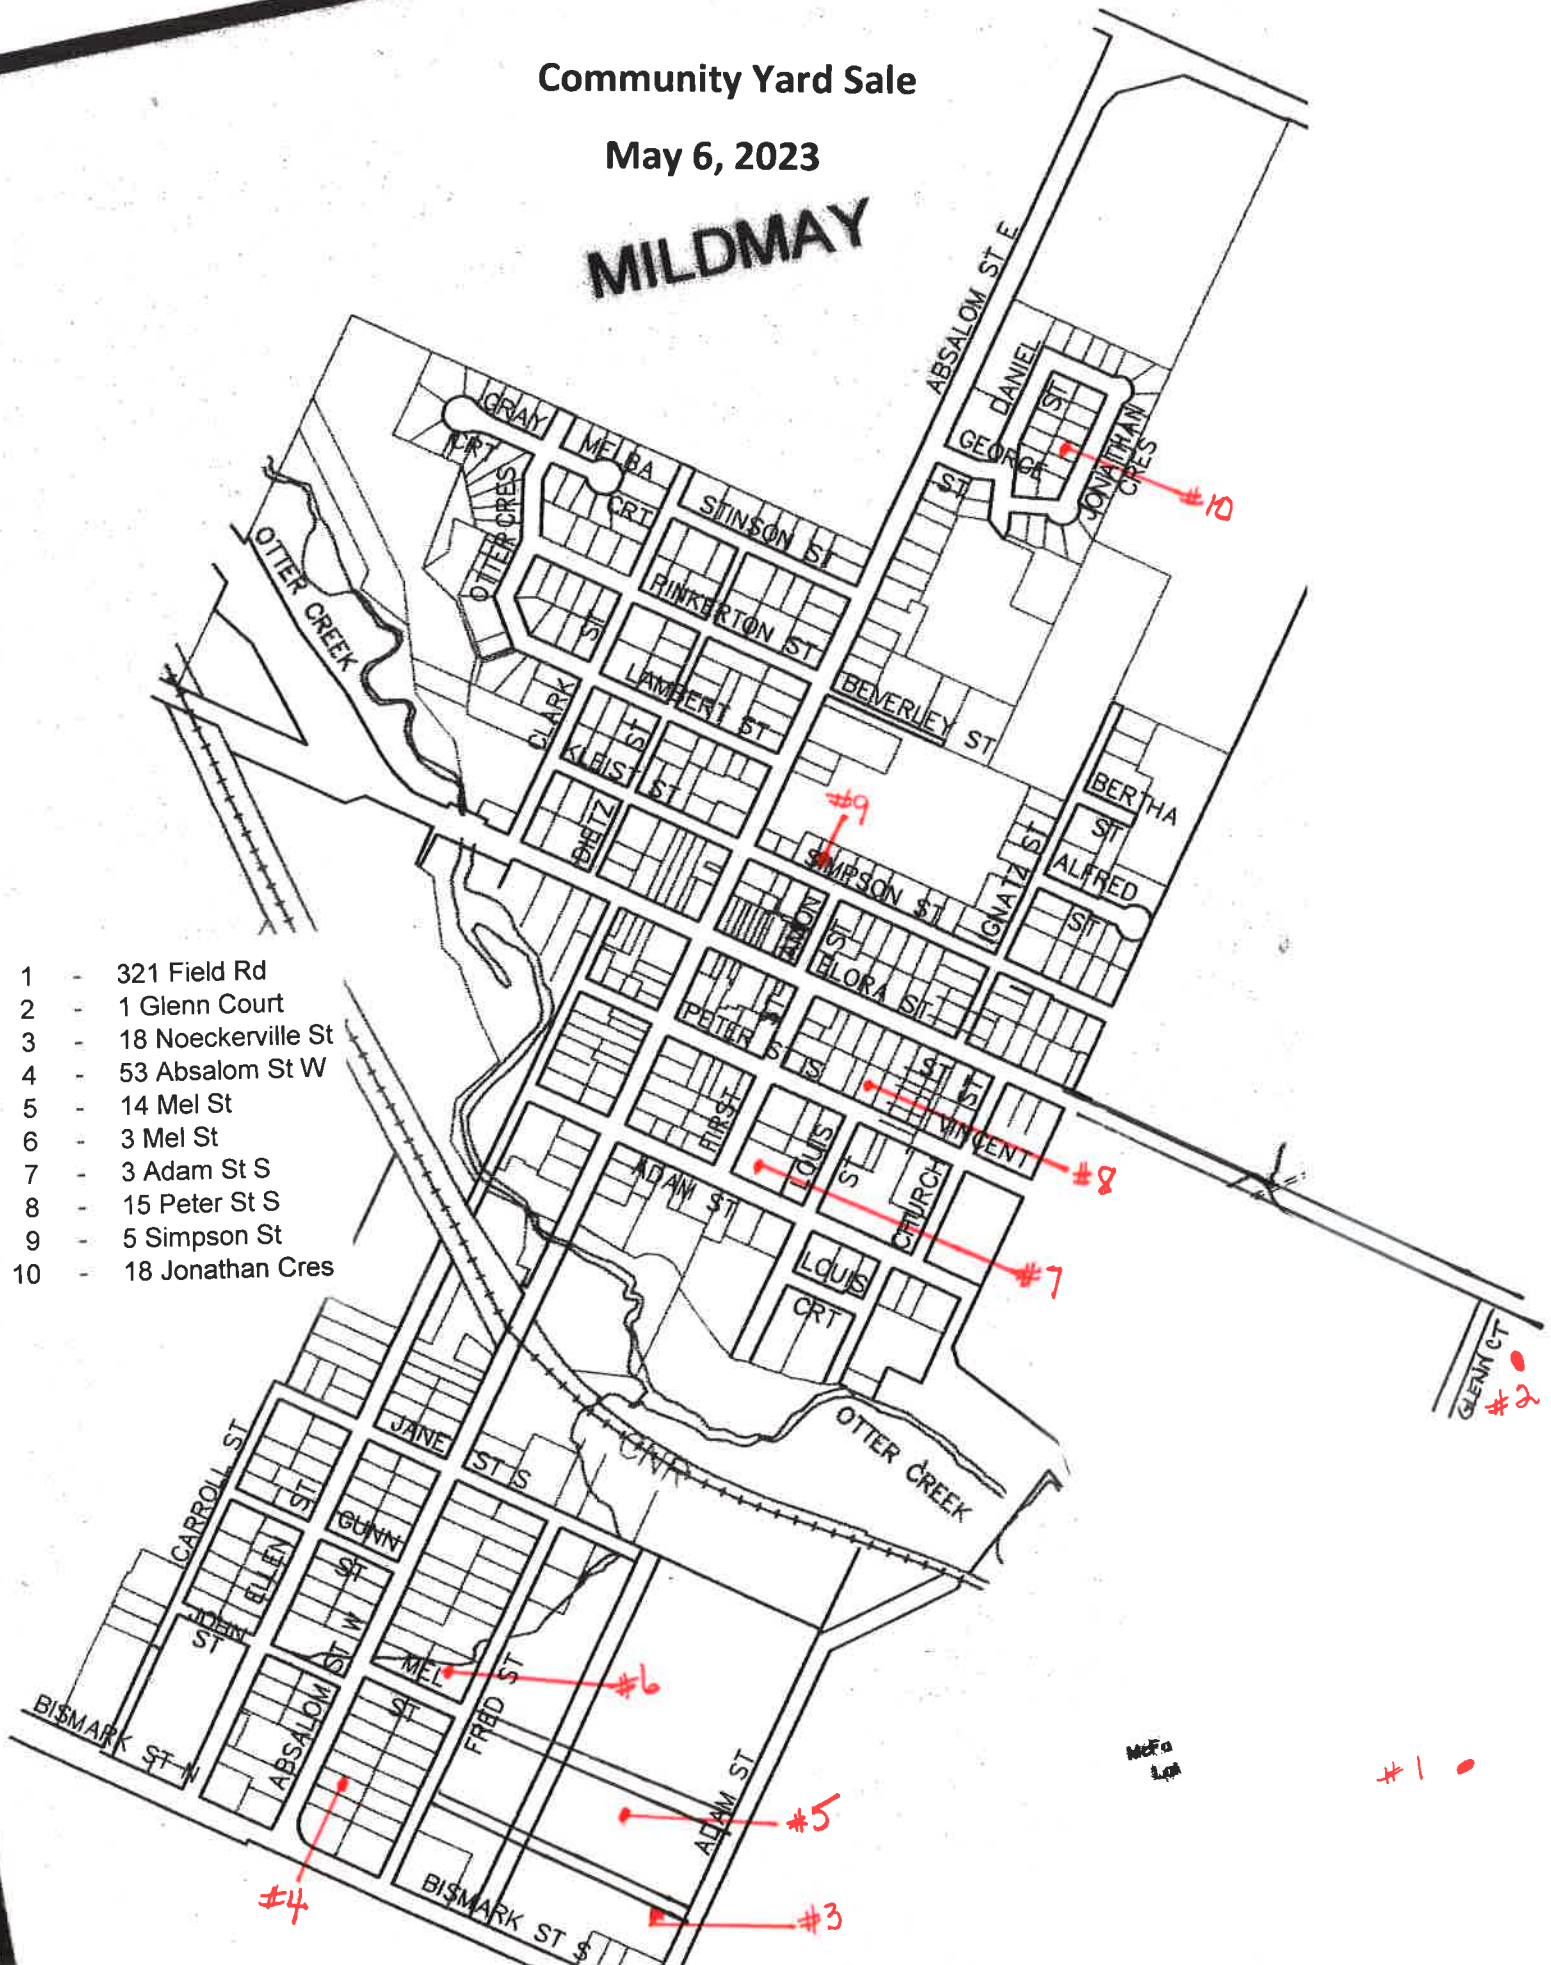 Community Yard Sale
May 6, 2023
MILDMAY
ABSALOM ST E
DANIEL
ST
GEORGE
ST
JONATHAN
CRES
#10
GRAY
CRT
MELBA
CRT
OTTER CRES
OTTER CRES
STINSON ST
OTTER CREEK
PINKERTON ST
ST
LAMBERT ST
CLARK
BEVERLEY ST
ST
KLEIST ST
DIETZ
#9
SIMPSON ST
BERTHA
ST
ALFRED
ST
IGNATZ ST
AMON
ST
ELORA ST
PETER ST S
ST
VINCENT
ST
FIRST
ST
LOUIS
ST
CHURCH
#8
ADAM ST
#7
LOUIS
CRT
GLENN CT
#2
1 - 321 Field Rd
2 - 1 Glenn Court
3 - 18 Noeckerville St
4 - 53 Absalom St W
5 - 14 Mel St
6 - 3 Mel St
7 - 3 Adam St S
8 - 15 Peter St S
9 - 5 Simpson St
10 - 18 Jonathan Cres
JANE
ST S
CNR
OTTER CREEK
CARROLL ST
ST
GUNN
ST
ELLEN
JOHN
ST
MEL
ST
#6
FRED ST
ABSALOM ST W
BISMARK ST N
ADAM ST
#5
#1
#4
BISMARK ST S
#3